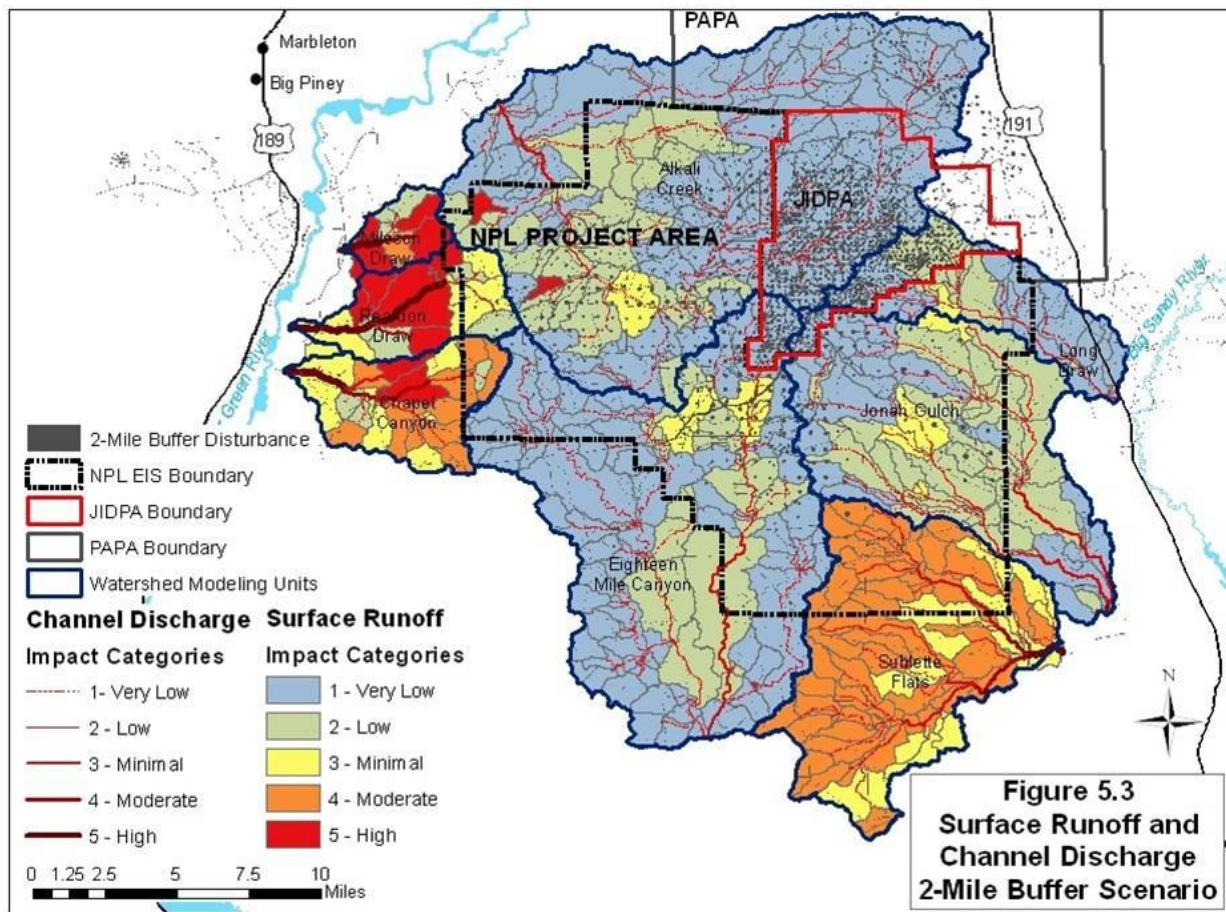 PAPA
Marbleton
Big Piney
189
191
Alkali
Creek
JIDPA
NPL PROJECT AREA
Draw
Reardon
Draw
Green River
Big Sandy River
Long
Draw
Chapel
Canyon
Jonah Gulch
2-Mile Buffer Disturbance
NPL EIS Boundary
JIDPA Boundary
PAPA Boundary
Watershed Modeling Units
Eighteen
Mile Canyon
Sublette
Flats
Channel Discharge
Impact Categories
1- Very Low
2 - Low
3 - Minimal
4 - Moderate
5 - High
Surface Runoff
Impact Categories
1 - Very Low
2 - Low
3 - Minimal
4 - Moderate
5 - High
N
0 1.25 2.5 5 7.5 10
Miles
Figure 5.3
Surface Runoff and
Channel Discharge
2-Mile Buffer Scenario